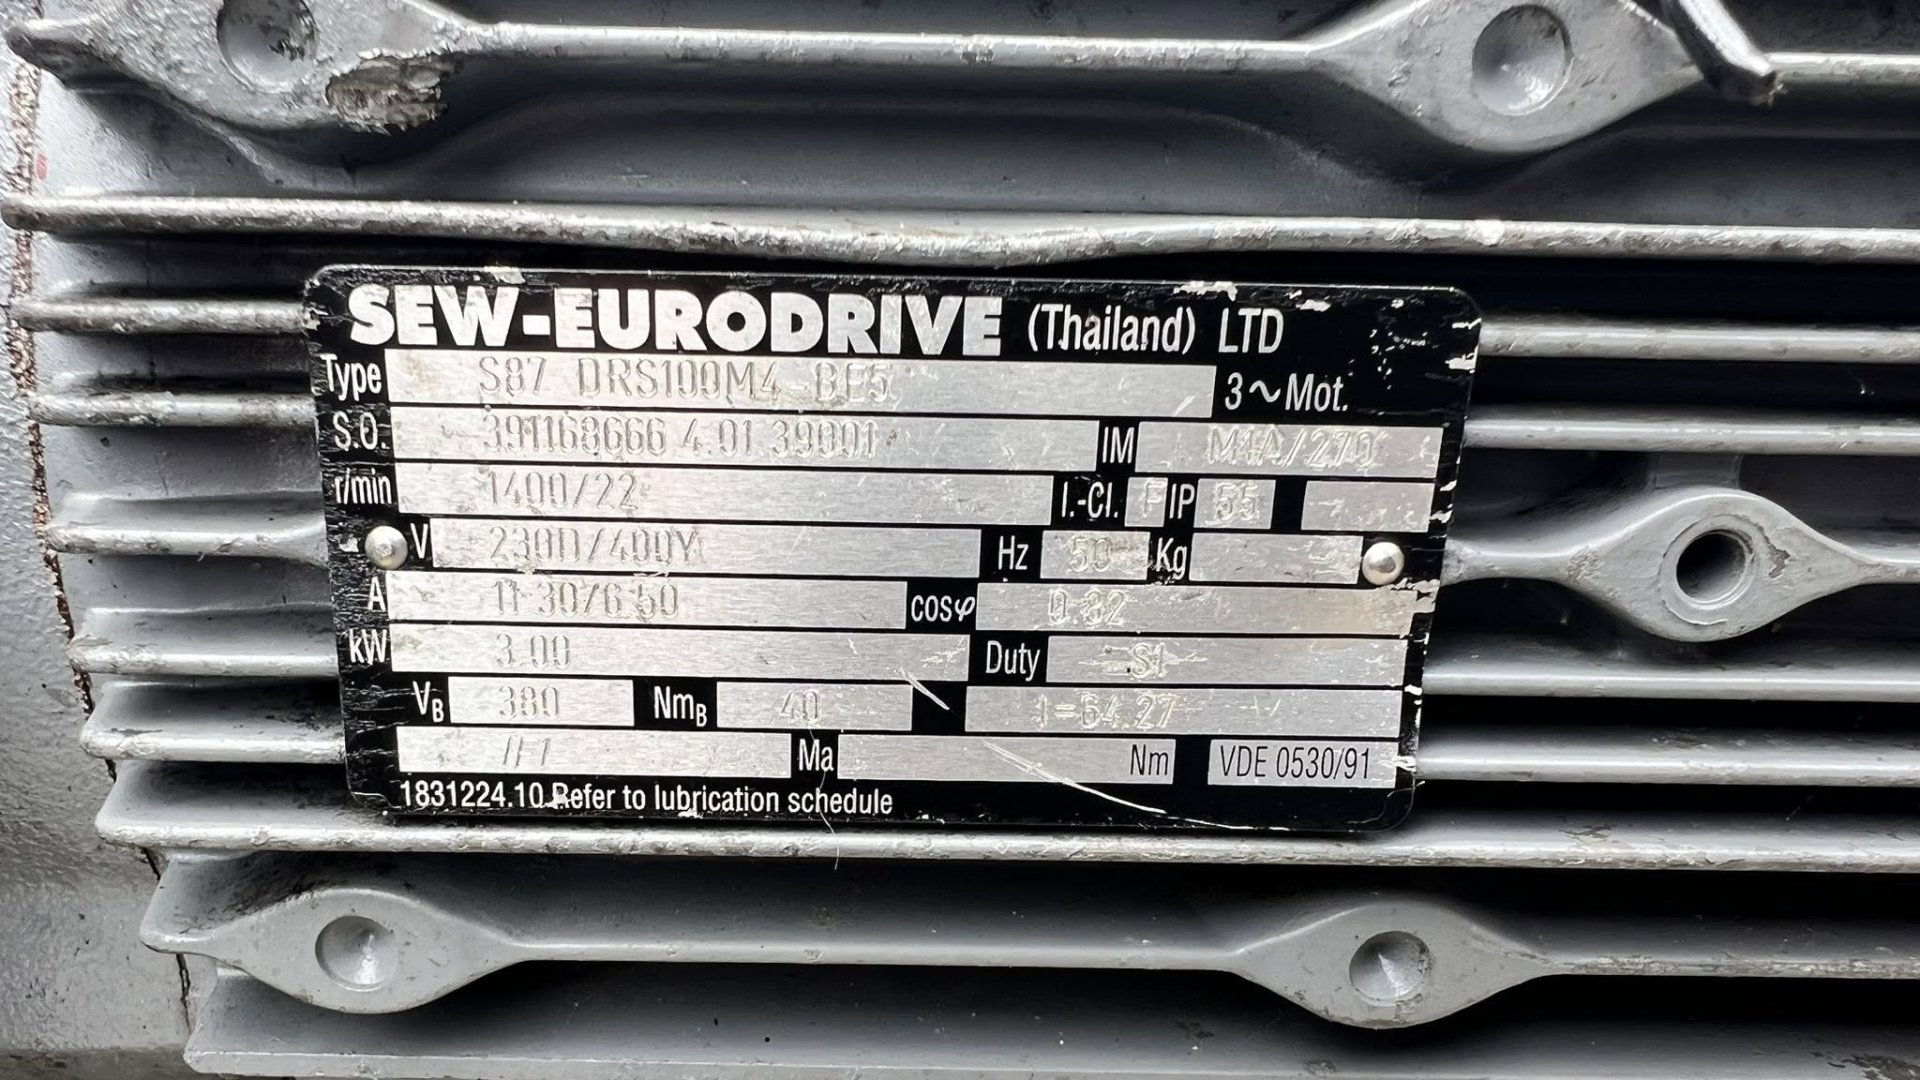 SEW-EURODRIVE (Thailand) LTD
Type S87 DRS100M4-BE5 3~Mot.
S.O. 391168666 4.01.39001 IM M1A/270
r/min 1400/22 I.-Cl. F IP 55
V 230D/400Y Hz 50 Kg
A 11.30/6.50 cosφ 0.82
kW 3.00 Duty S1
VB 380 NmB 40 i=64.27
Ma Nm VDE 0530/91
1831224.10 Refer to lubrication schedule